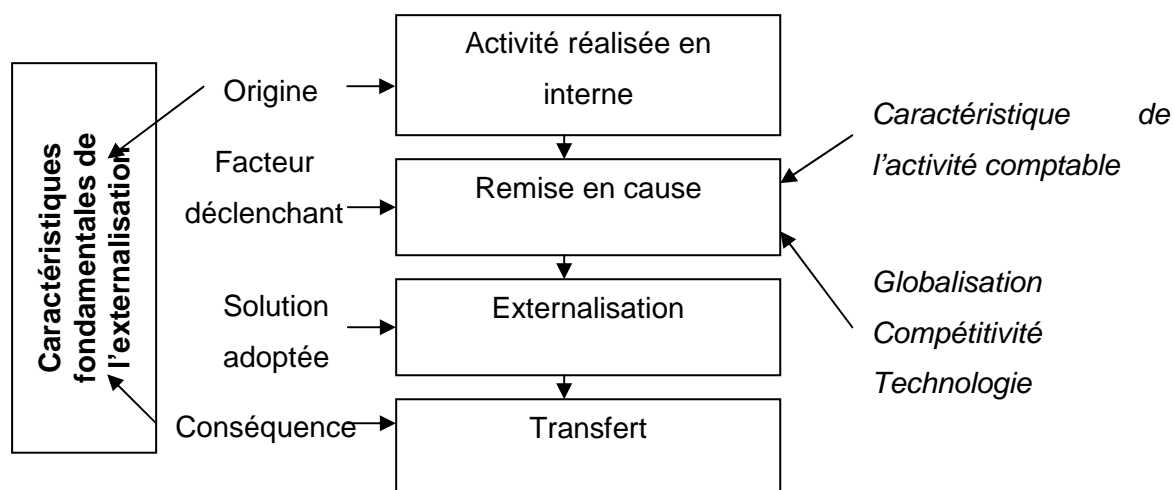 Caractéristiques
fondamentales de
l'externalisation
Origine
Facteur
déclenchant
Solution
adoptée
Conséquence
Activité réalisée en
interne
Remise en cause
Externalisation
Transfert
Caractéristique de
l'activité comptable
Globalisation
Compétitivité
Technologie